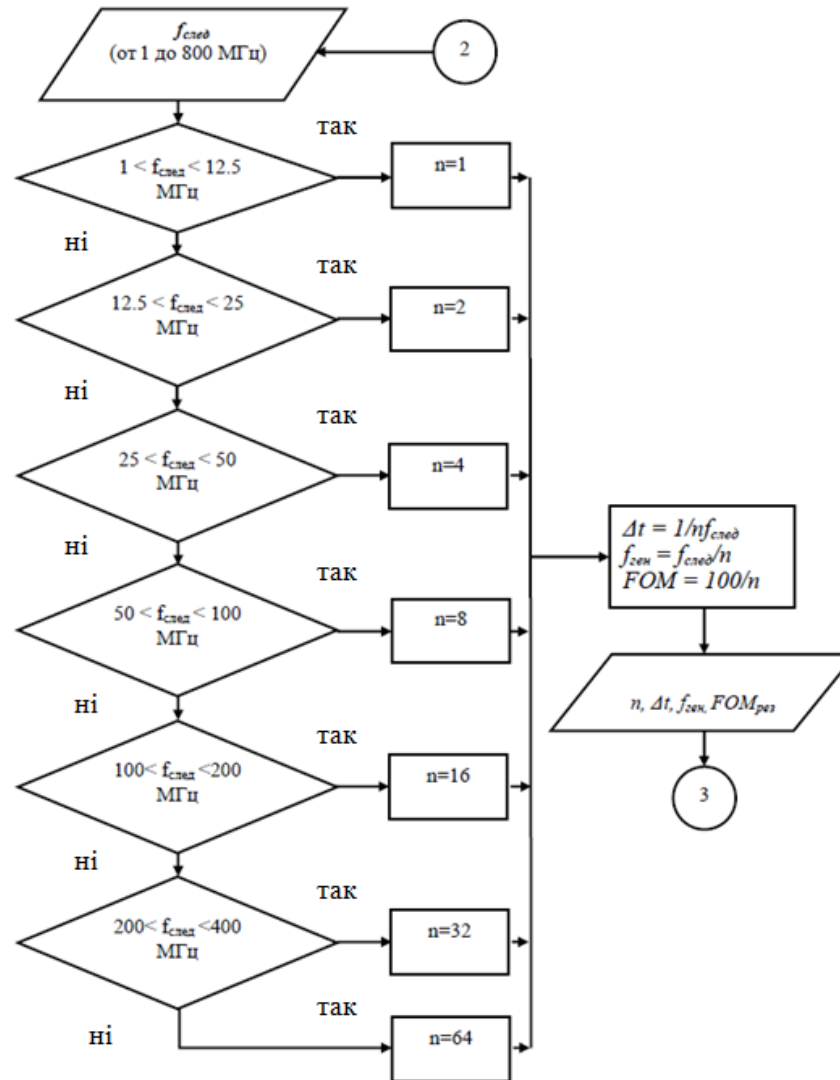 fслед
(от 1 до 800 МГц)
2
так
1 < fслед < 12.5
МГц
n=1
ні
так
12.5 < fслед < 25
МГц
n=2
ні
так
25 < fслед < 50
МГц
n=4
ні
так
50 < fслед < 100
МГц
n=8
ні
так
100< fслед <200
МГц
n=16
ні
так
200< fслед <400
МГц
n=32
ні
так
n=64
Δt = 1/nfслед
fген = fслед/n
FOM = 100/n
n, Δt, fген, FOMрез
3